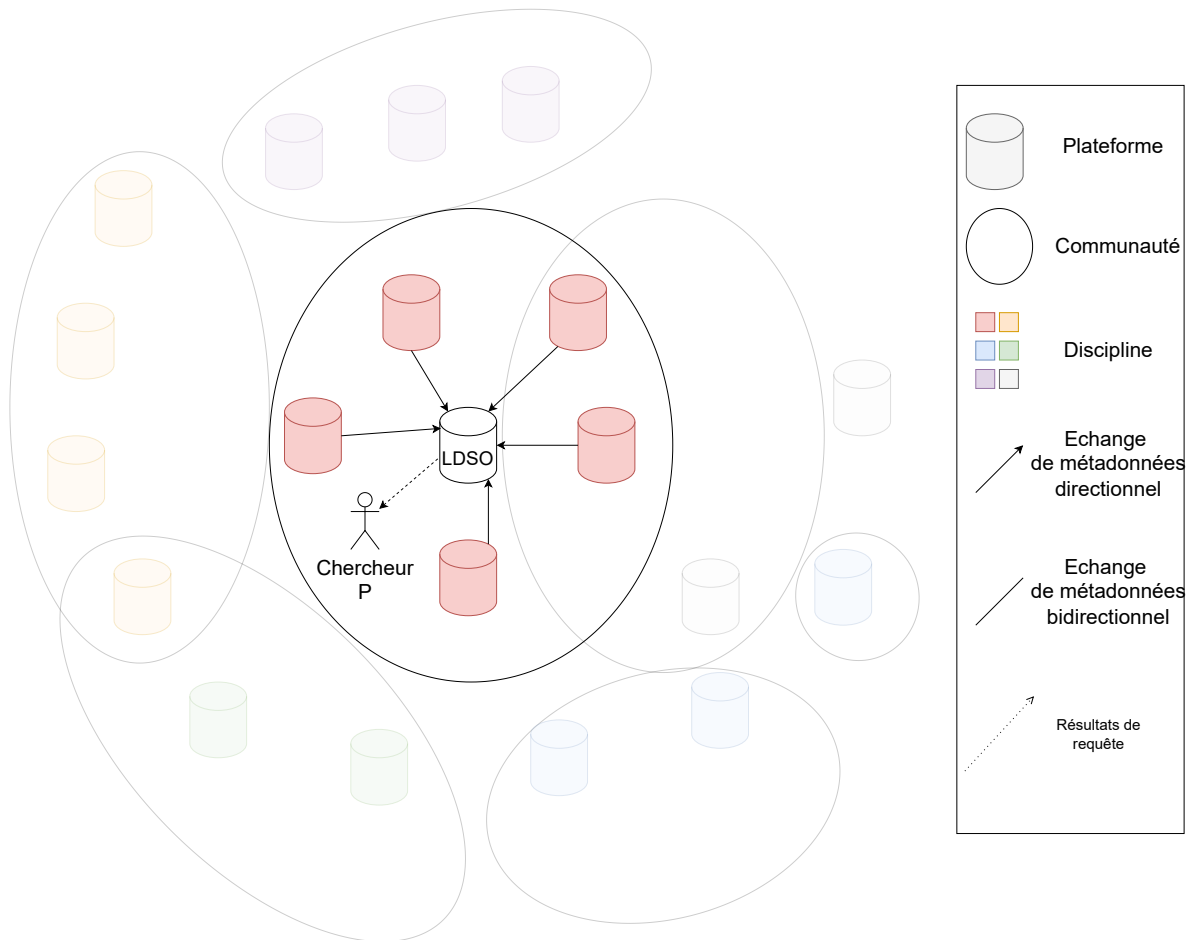 LDSO
Chercheur
P
Plateforme
Communauté
Discipline
Echange
de métadonnées
directionnel
Echange
de métadonnées
bidirectionnel
Résultats de
requête